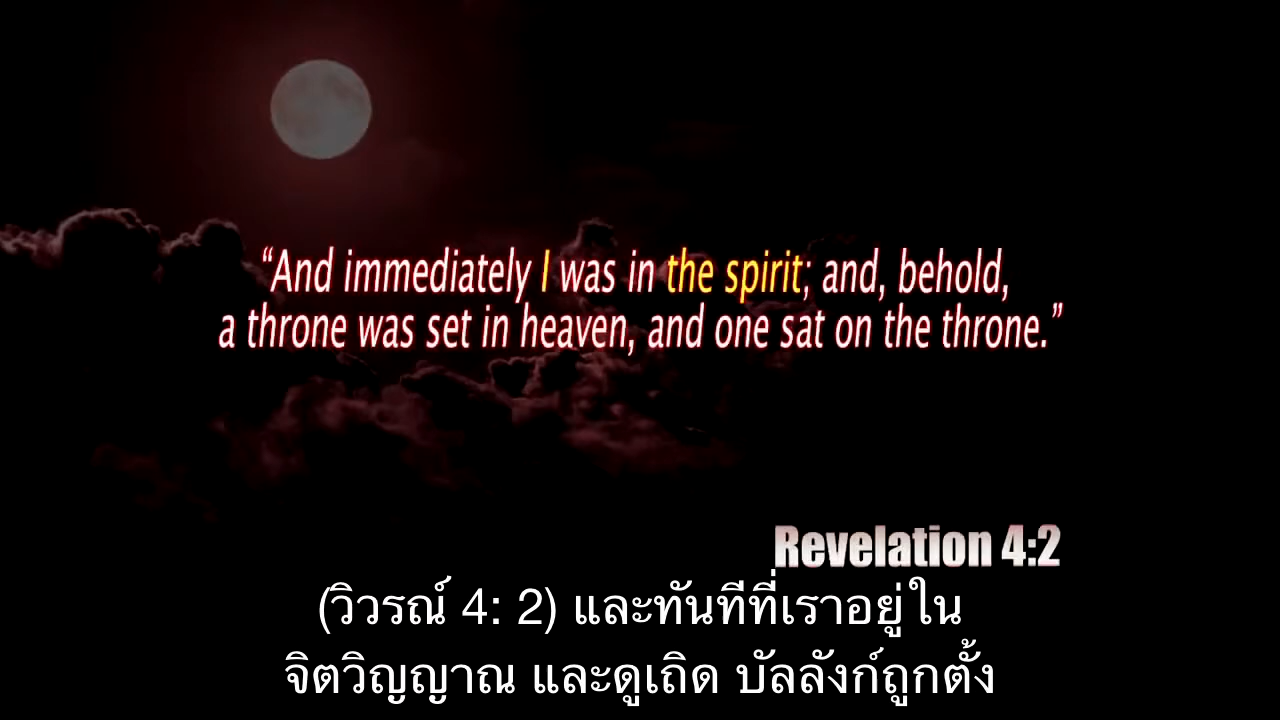 “And immediately I was in the spirit; and, behold,
a throne was set in heaven, and one sat on the throne.”
Revelation 4:2
(วิวรณ์ 4: 2) และทันทีที่เราอยู่ใน
จิตวิญญาณ และดูเถิด บัลลังก์ถูกตั้ง